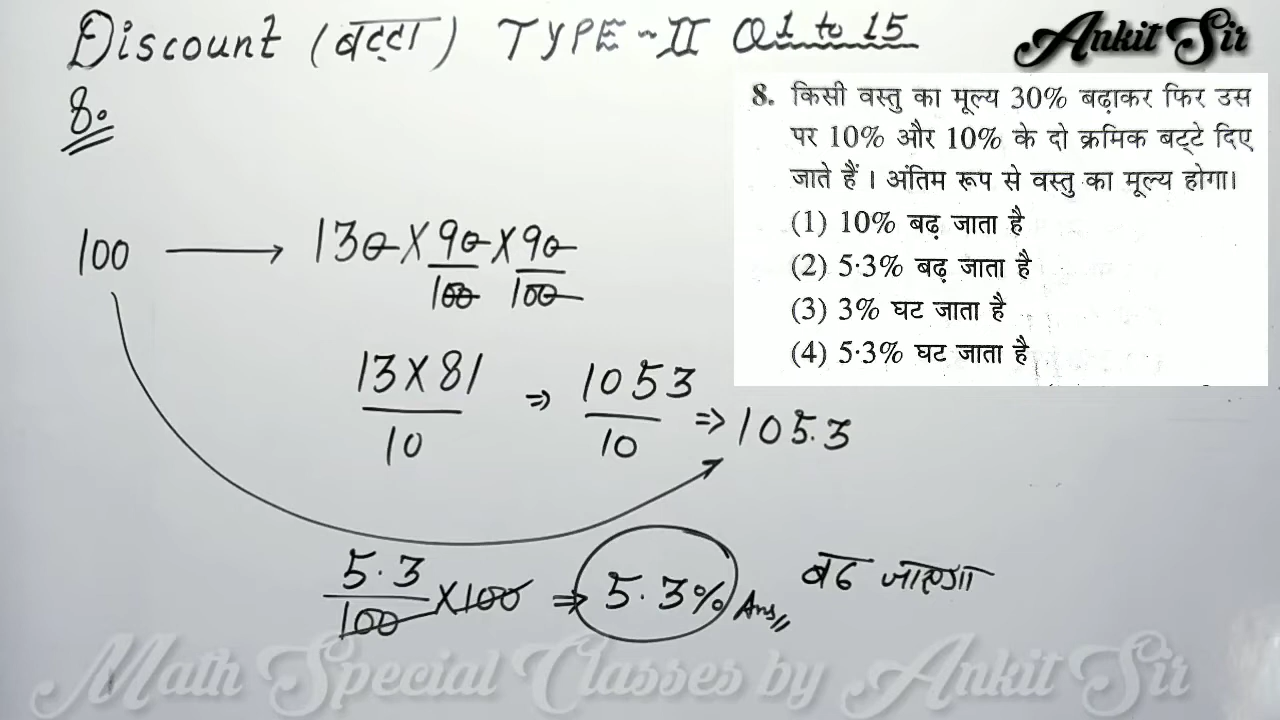 Discount (बट्टा) TYPE-II Q 1 to 15
Ankit Sir
8.
8. किसी वस्तु का मूल्य 30% बढ़ाकर फिर उस
पर 10% और 10% के दो क्रमिक बट्टे दिए
जाते हैं। अंतिम रूप से वस्तु का मूल्य होगा।
(1) 10% बढ़ जाता है
(2) 5·3% बढ़ जाता है
(3) 3% घट जाता है
(4) 5·3% घट जाता है
100 → 130 × 90/100 × 90/100
13 × 81/10 ⇒ 1053/10 ⇒ 105.3
5.3/100 × 100 ⇒ 5.3% Ans,, बढ जाएगा
Math Special Classes by Ankit Sir